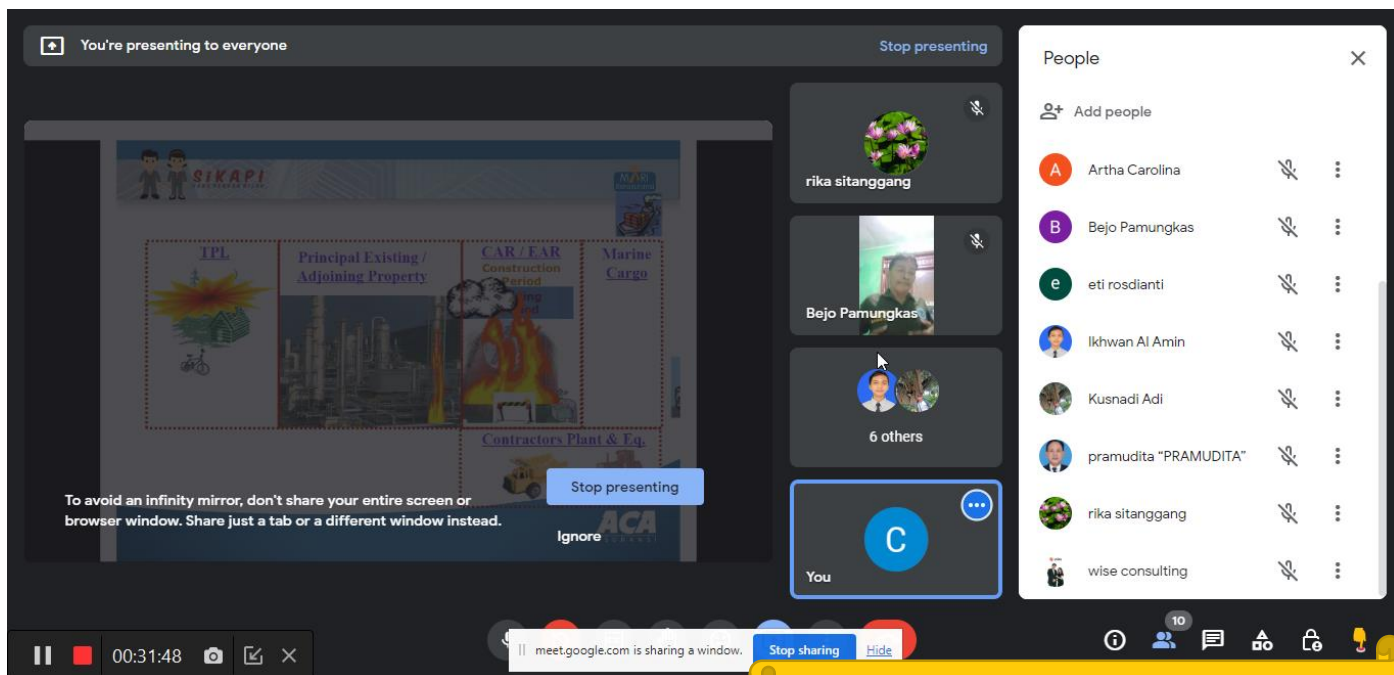 You're presenting to everyone
Stop presenting
SIKAPI
TPL
Principal Existing /
Adjoining Property
CAR / EAR
Construction
Period
Marine
Cargo
Contractors Plant & Eq.
To avoid an infinity mirror, don't share your entire screen or
browser window. Share just a tab or a different window instead.
Stop presenting
Ignore
ACA
rika sitanggang
Bejo Pamungkas
6 others
C
You
People
Add people
A
Artha Carolina
B
Bejo Pamungkas
e
eti rosdianti
Ikhwan Al Amin
Kusnadi Adi
pramudita "PRAMUDITA"
rika sitanggang
wise consulting
00:31:48
meet.google.com is sharing a window.
Stop sharing
Hide
10